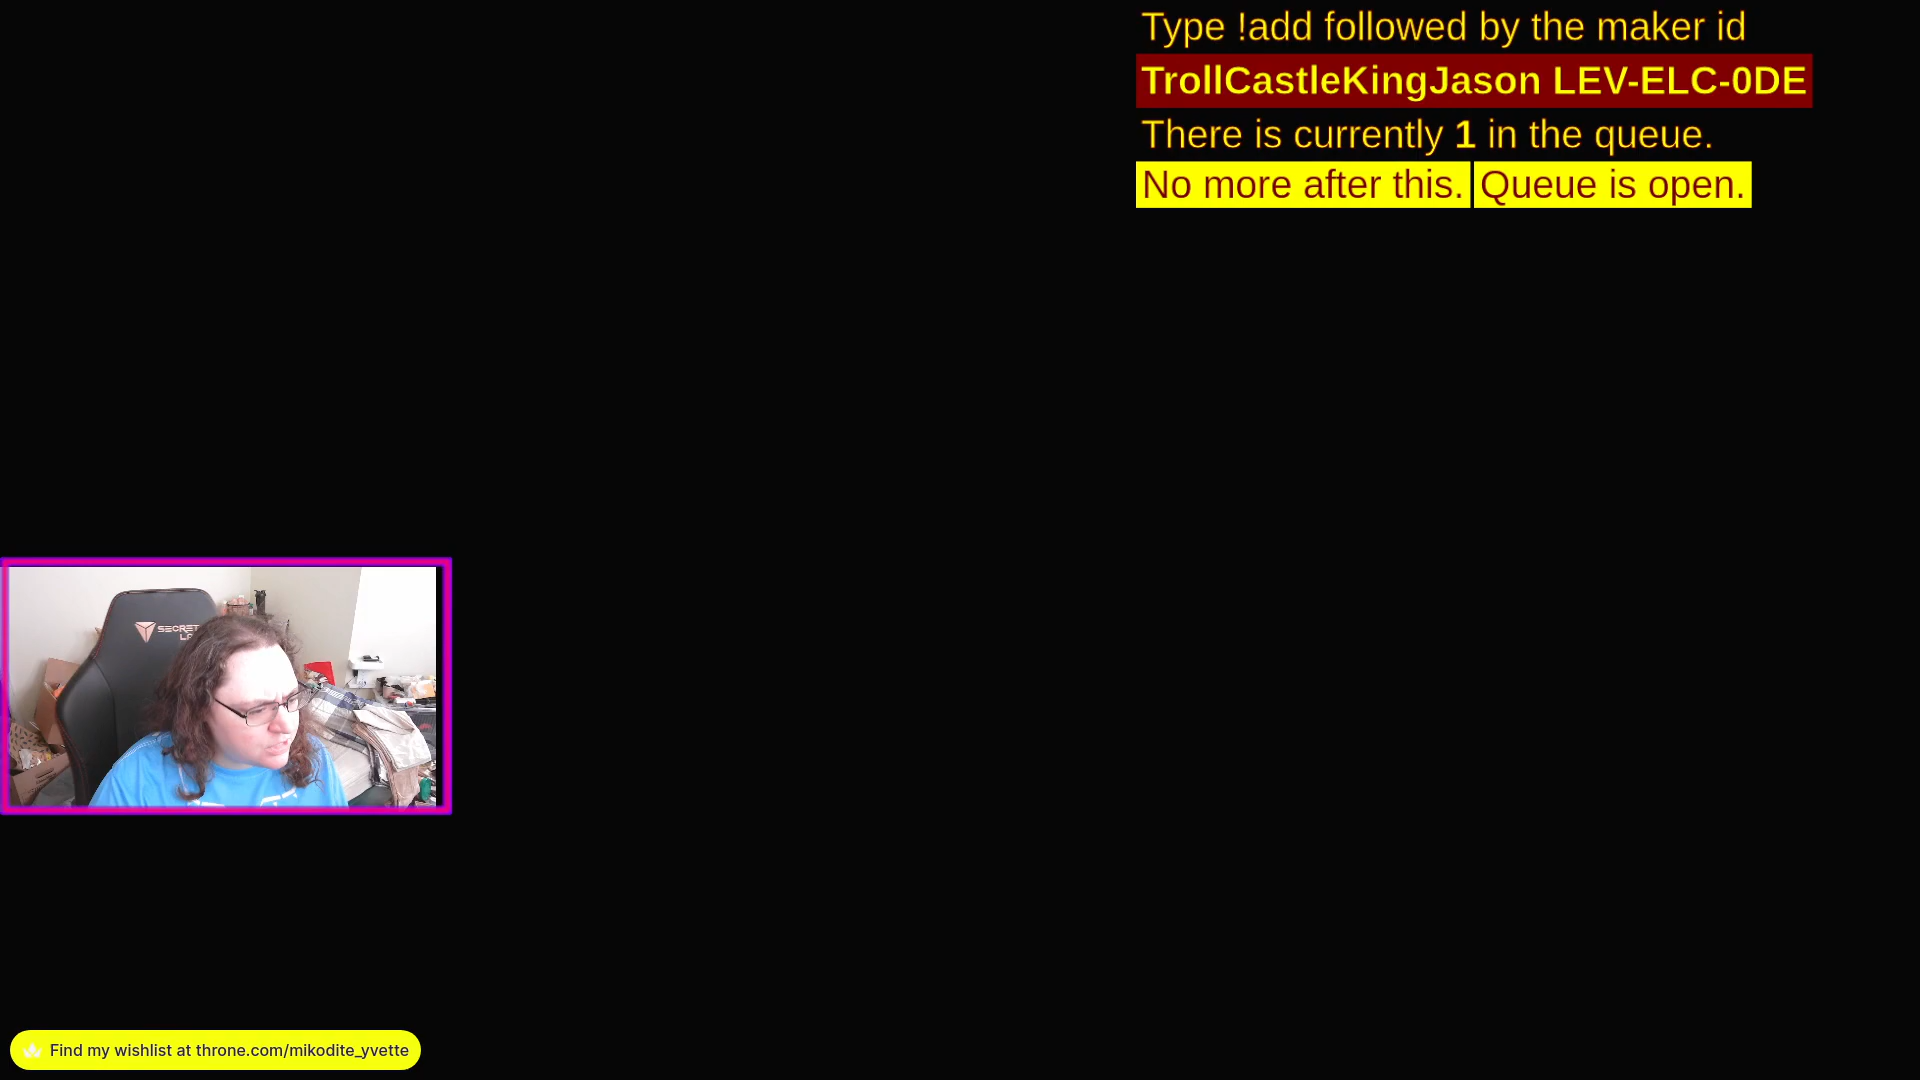 Type !add followed by the maker id
TrollCastleKingJason LEV-ELC-0DE
There is currently 1 in the queue.
No more after this. Queue is open.
SECRET
Find my wishlist at throne.com/mikodite_yvette